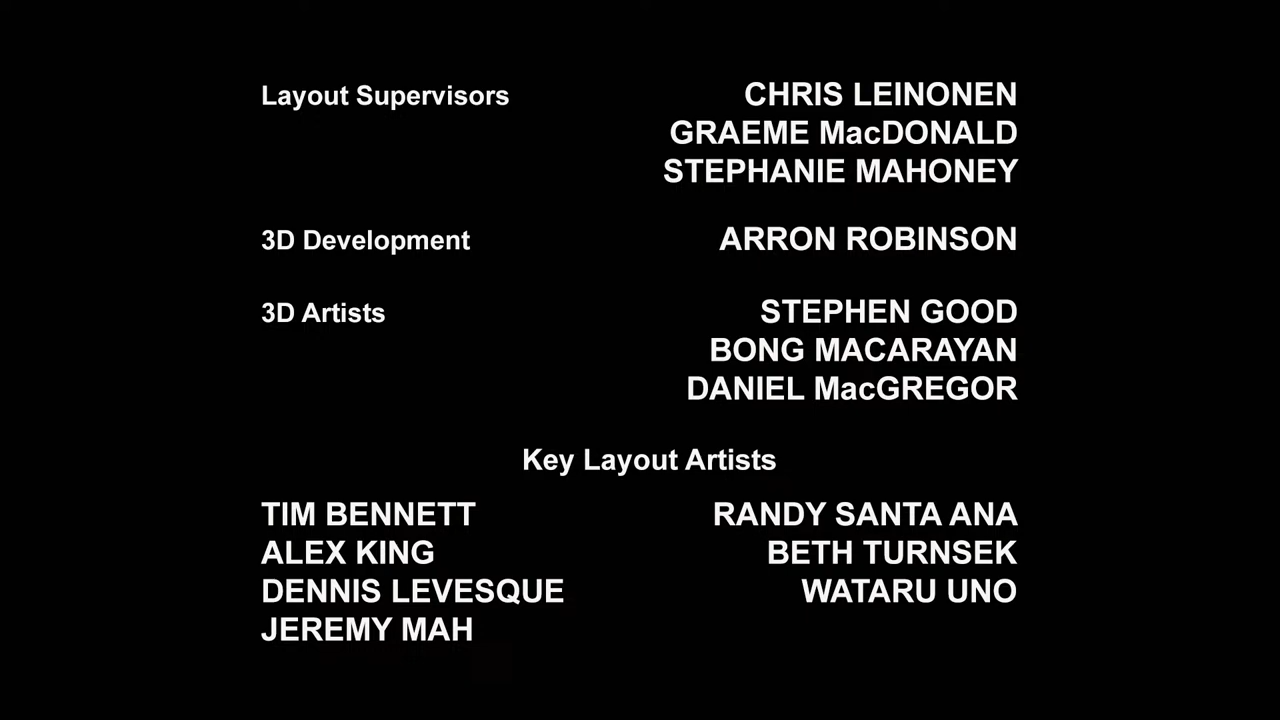 Layout Supervisors CHRIS LEINONEN
GRAEME MacDONALD
STEPHANIE MAHONEY
3D Development ARRON ROBINSON
3D Artists STEPHEN GOOD
BONG MACARAYAN
DANIEL MacGREGOR
Key Layout Artists
TIM BENNETT RANDY SANTA ANA
ALEX KING BETH TURNSEK
DENNIS LEVESQUE WATARU UNO
JEREMY MAH